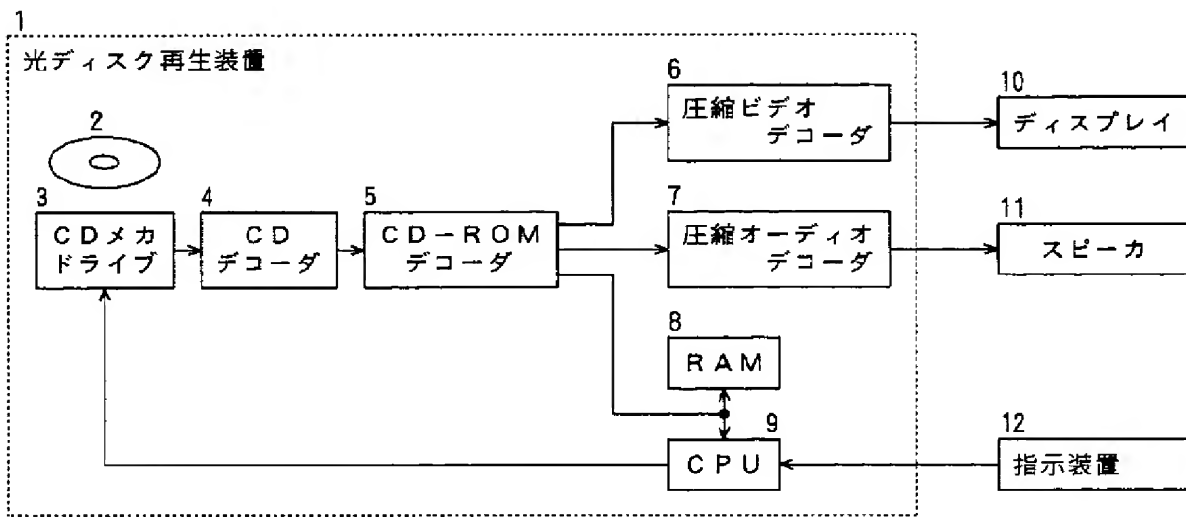 1
光ディスク再生装置
2
3
CDメカ
ドライブ
4
CD
デコーダ
5
CD-ROM
デコーダ
6
圧縮ビデオ
デコーダ
7
圧縮オーディオ
デコーダ
8
RAM
9
CPU
10
ディスプレイ
11
スピーカ
12
指示装置